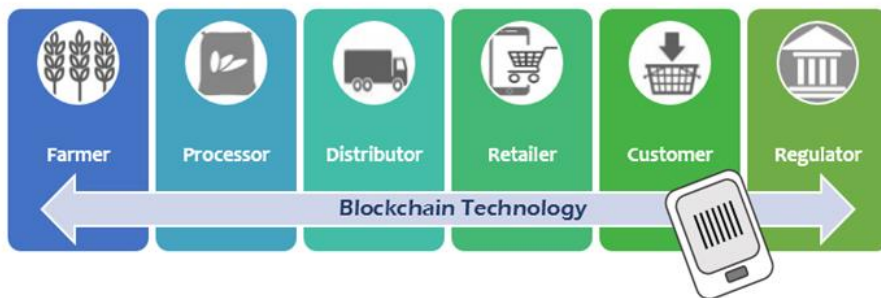 Farmer
Processor
Distributor
Retailer
Customer
Regulator
Blockchain Technology